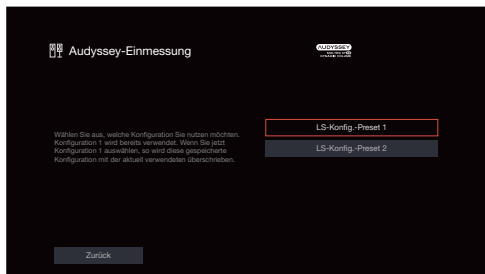 Audyssey-Einmessung
AUDYSSEY
Wählen Sie aus, welche Konfiguration Sie nutzen möchten.
Konfiguration 1 wird bereits verwendet. Wenn Sie jetzt
Konfiguration 1 auswählen, so wird diese gespeicherte
Konfiguration mit der aktuell verwendeten überschrieben.
LS-Konfig.-Preset 1
LS-Konfig.-Preset 2
Zurück